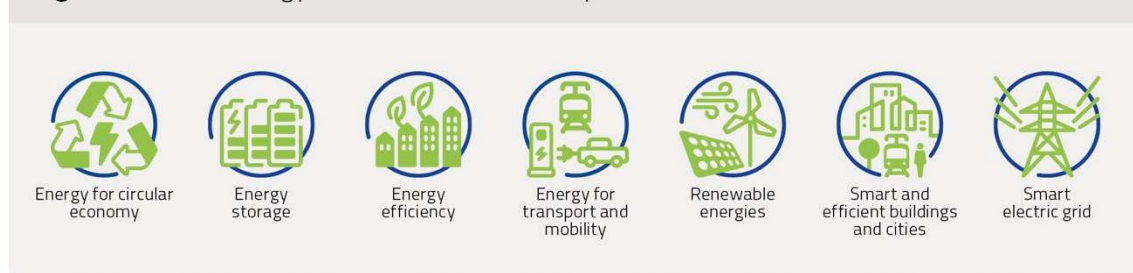 Energy for circular
economy
Energy
storage
Energy
efficiency
Energy for
transport and
mobility
Renewable
energies
Smart and
efficient buildings
and cities
Smart
electric grid